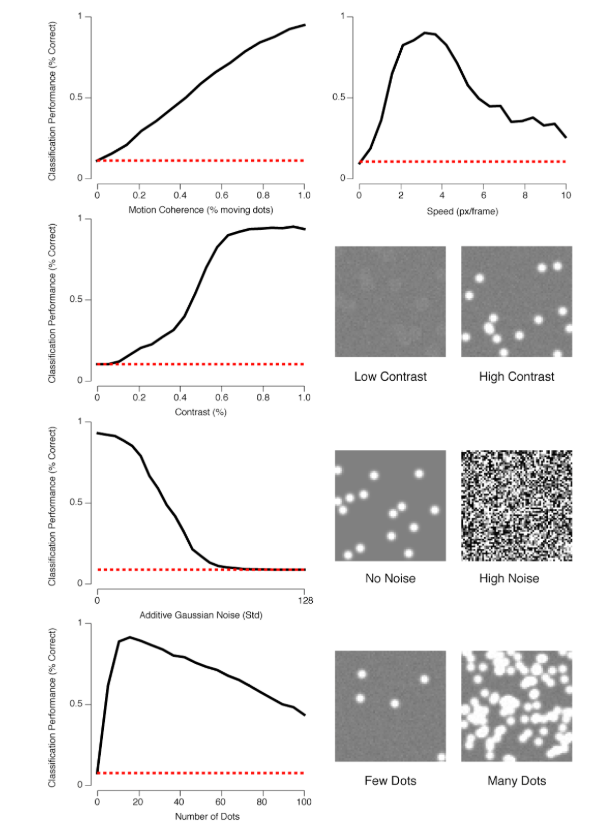 Classification Performance (% Correct)
1
0.5
0
0 0.2 0.4 0.6 0.8 1.0
Motion Coherence (% moving dots)
Classification Performance (% Correct)
1
0.5
0
0 2 4 6 8 10
Speed (px/frame)
Classification Performance (% Correct)
1
0.5
0
0 0.2 0.4 0.6 0.8 1.0
Contrast (%)
Low Contrast
High Contrast
Classification Performance (% Correct)
1
0.5
0
0 128
Additive Gaussian Noise (Std)
No Noise
High Noise
Classification Performance (% Correct)
1
0.5
0
0 20 40 60 80 100
Number of Dots
Few Dots
Many Dots